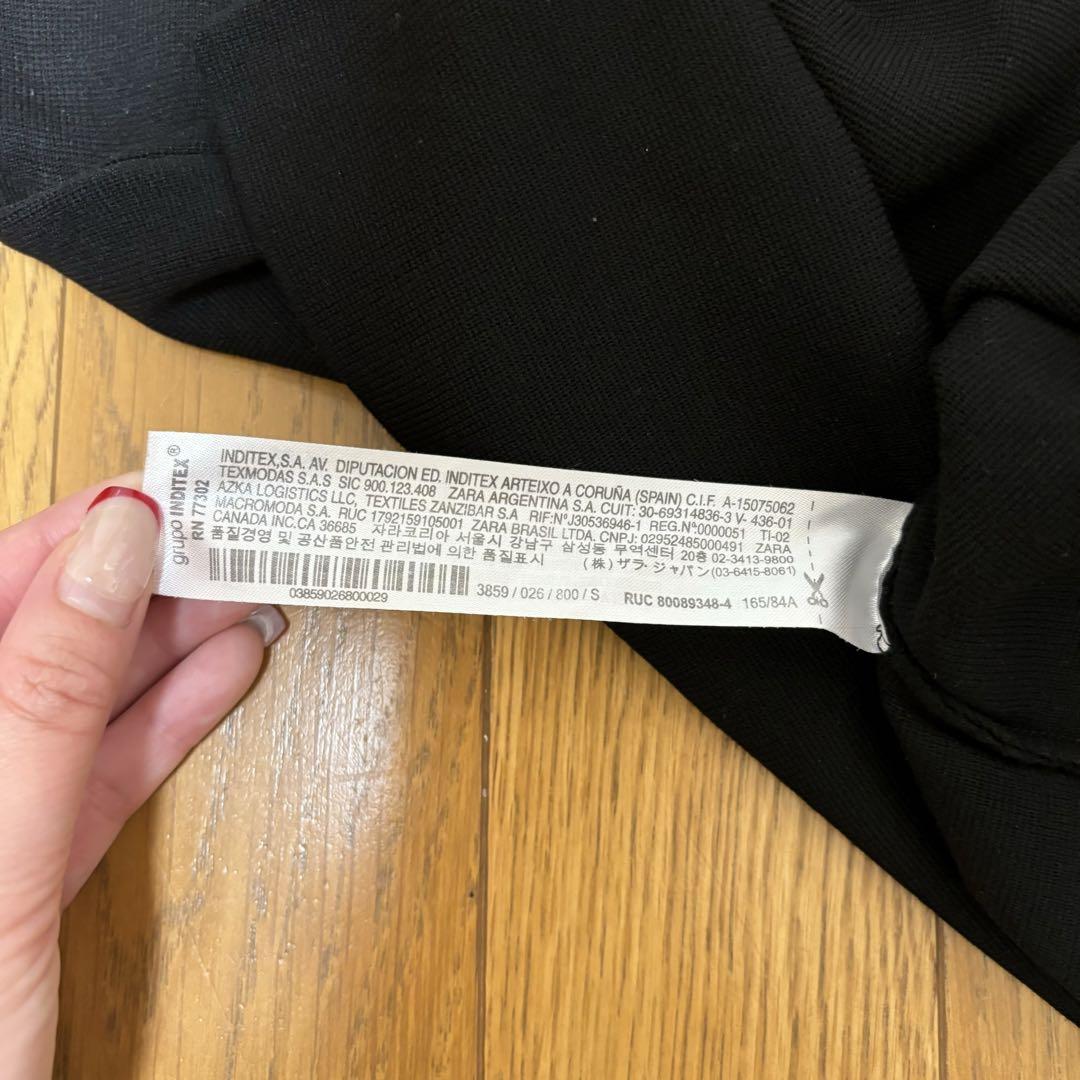 grupo INDITEX®
RN 77302
INDITEX,S.A. AV. DIPUTACION ED. INDITEX ARTEIXO A CORUÑA (SPAIN) C.I.F. A-15075062
TEXMODAS S.A.S SIC 900.123.408 ZARA ARGENTINA S.A. CUIT: 30-69314836-3 V- 436-01
AZKA LOGISTICS LLC, TEXTILES ZANZIBAR S.A RIF:Nº.J30536946-1 REG.Nº0000051 TI-02
MACROMODA S.A. RUC 1792159105001 ZARA BRASIL LTDA. CNPJ: 02952485000491 ZARA
CANADA INC.CA 36685 자라코리아 서울시 강남구 삼성동 무역센터 20층 02-3413-9800
품질경영 및 공산품안전 관리법에 의한 품질표시 (株) ザラ・ジャパン(03-6415-8061)
03859026800029
3859 / 026 / 800 / S
RUC 80089348-4 165/84A